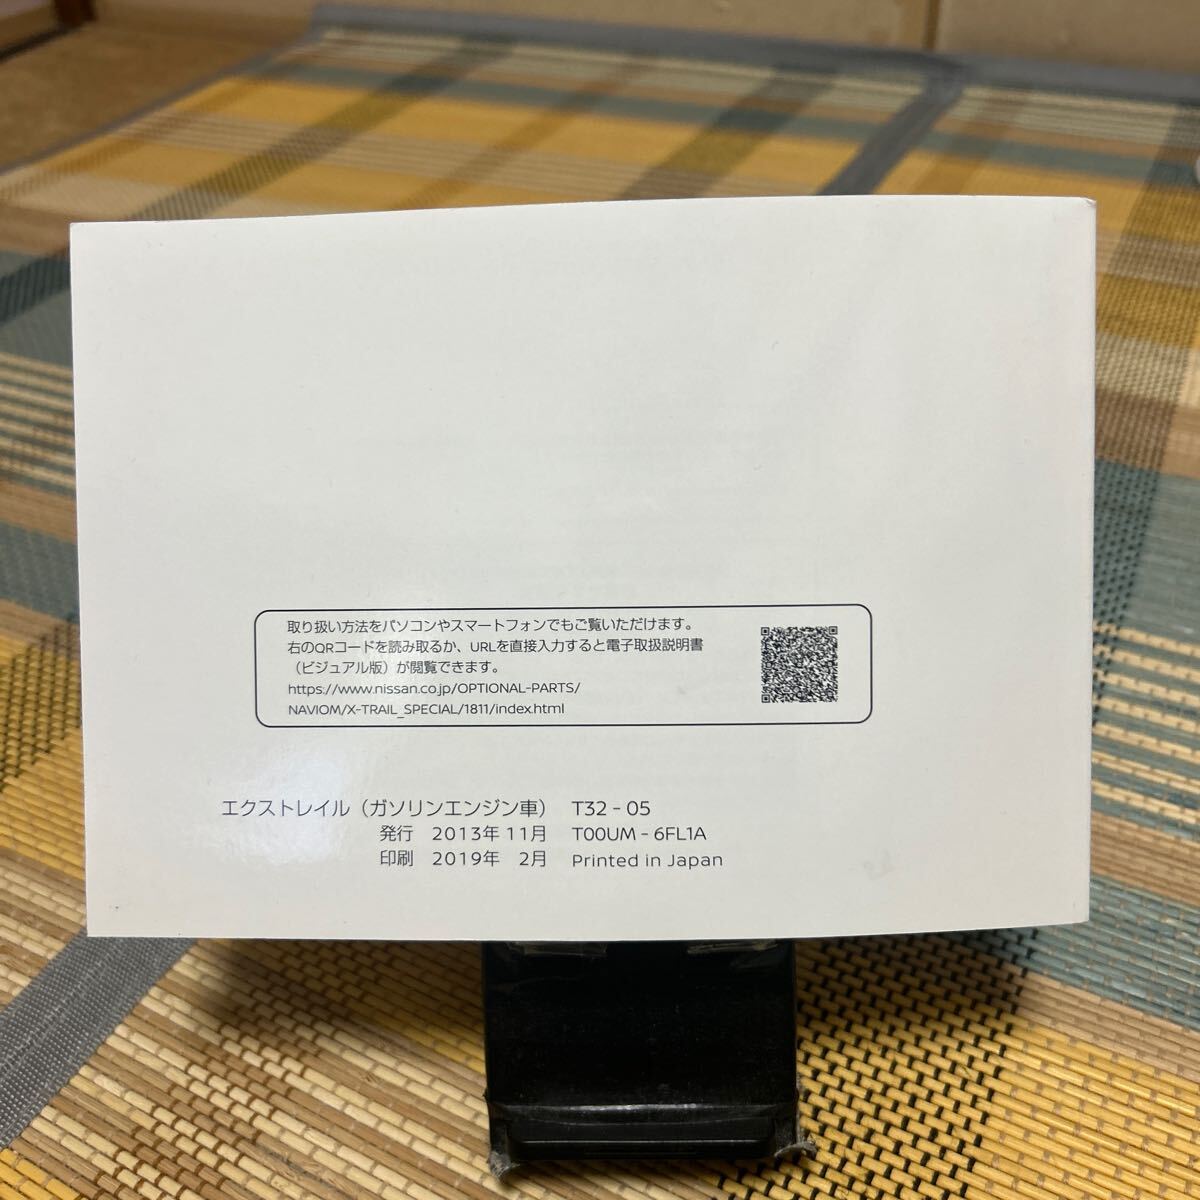 取り扱い方法をパソコンやスマートフォンでもご覧いただけます。
右のQRコードを読み取るか、URLを直接入力すると電子取扱説明書
（ビジュアル版）が閲覧できます。
https://www.nissan.co.jp/OPTIONAL-PARTS/
NAVIOM/X-TRAIL_SPECIAL/1811/index.html
エクストレイル（ガソリンエンジン車） T32－05
発行 2013年 11月 T00UM－6FL1A
印刷 2019年 2月 Printed in Japan